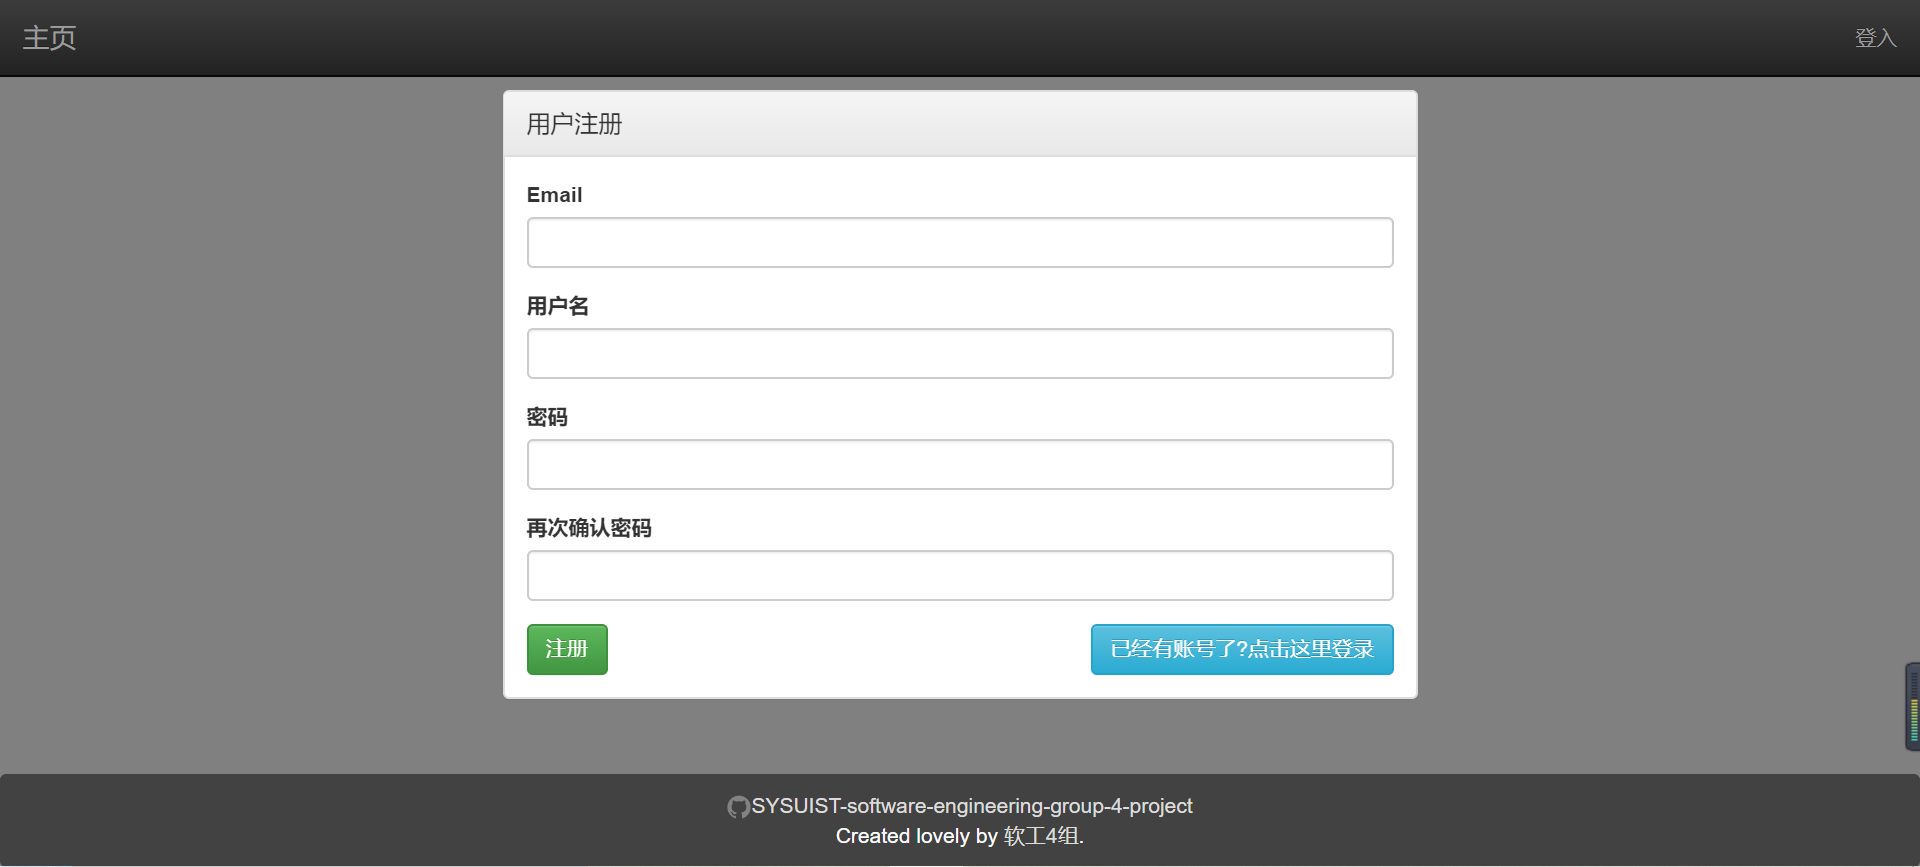 主页
登入
用户注册
Email
用户名
密码
再次确认密码
注册
已经有账号了?点击这里登录
SYSUIST-software-engineering-group-4-project
Created lovely by 软工4组.